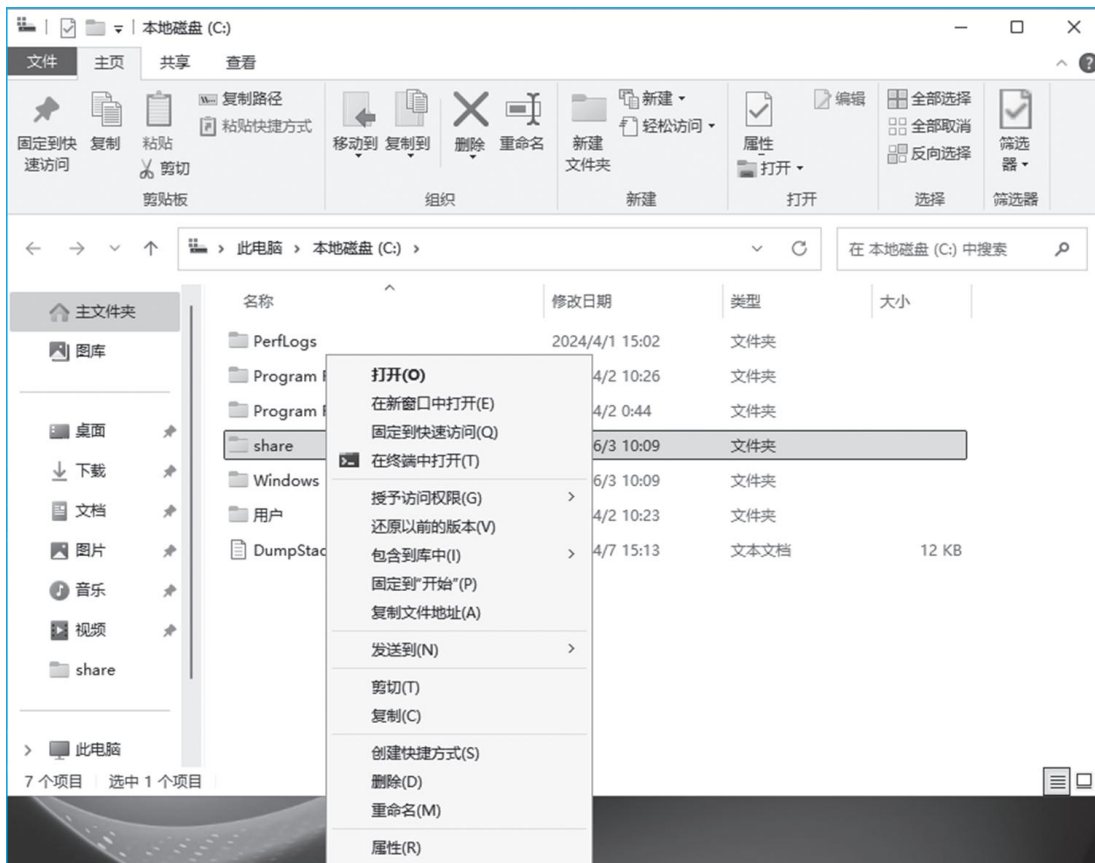 本地磁盘 (C:)
文件 主页 共享 查看
固定到快速访问
复制
粘贴
复制路径
粘贴快捷方式
剪切
剪贴板
移动到 复制到 删除 重命名
组织
新建
文件夹
新建
轻松访问
新建
属性
打开
编辑
打开
全部选择
全部取消
反向选择
选择
筛选
器
筛选器
此电脑 › 本地磁盘 (C:) ›
在 本地磁盘 (C:) 中搜索
主文件夹
图库
桌面
下载
文档
图片
音乐
视频
share
此电脑
名称 修改日期 类型 大小
PerfLogs 2024/4/1 15:02 文件夹
Program 4/2 10:26 文件夹
Program 4/2 0:44 文件夹
share 6/3 10:09 文件夹
Windows 6/3 10:09 文件夹
用户 4/2 10:23 文件夹
DumpStac 4/7 15:13 文本文档 12 KB
打开(O)
在新窗口中打开(E)
固定到快速访问(Q)
在终端中打开(T)
授予访问权限(G)
还原以前的版本(V)
包含到库中(I)
固定到"开始"(P)
复制文件地址(A)
发送到(N)
剪切(T)
复制(C)
创建快捷方式(S)
删除(D)
重命名(M)
属性(R)
7 个项目 选中 1 个项目